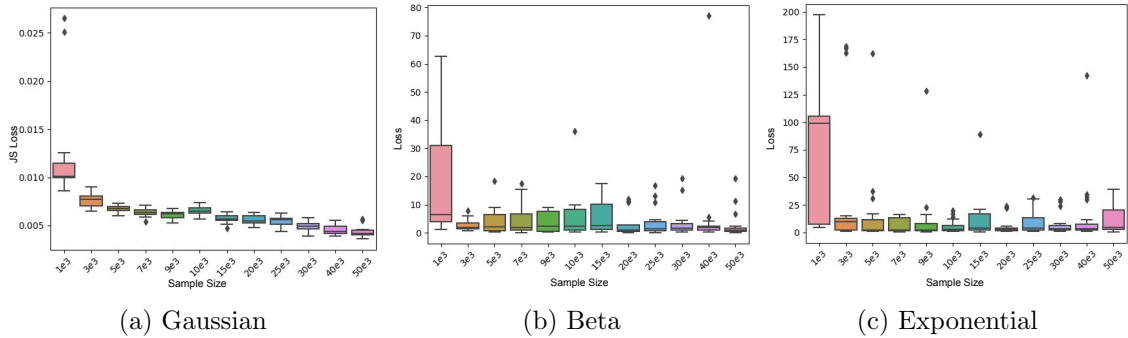 0.025
0.020
0.015
0.010
0.005
JS Loss
1e3 3e3 5e3 7e3 9e3 10e3 15e3 20e3 25e3 30e3 40e3 50e3
Sample Size
(a) Gaussian
80
70
60
50
40
30
20
10
0
Loss
1e3 3e3 5e3 7e3 9e3 10e3 15e3 20e3 25e3 30e3 40e3 50e3
Sample Size
(b) Beta
200
175
150
125
100
75
50
25
0
Loss
1e3 3e3 5e3 7e3 9e3 10e3 15e3 20e3 25e3 30e3 40e3 50e3
Sample Size
(c) Exponential